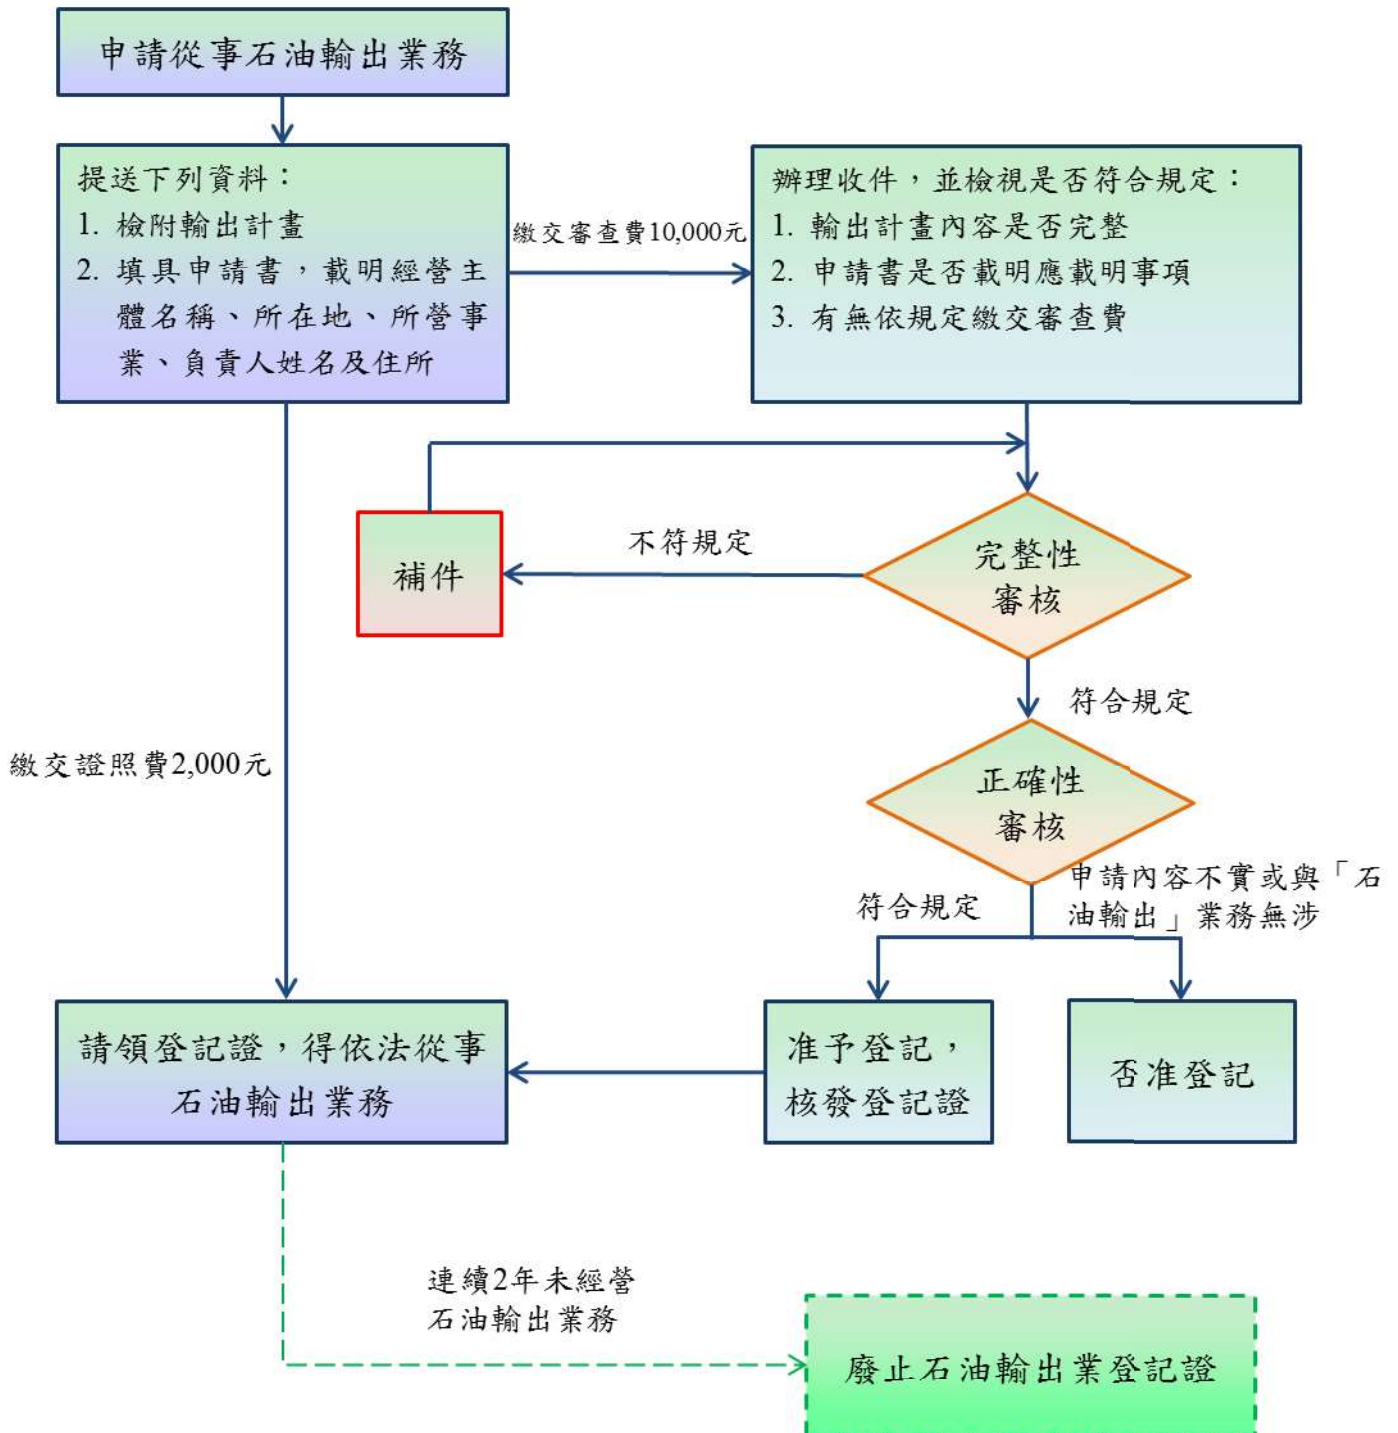 申請從事石油輸出業務
提送下列資料：
1. 檢附輸出計畫
2. 填具申請書，載明經營主
體名稱、所在地、所營事
業、負責人姓名及住所
繳交審查費10,000元
辦理收件，並檢視是否符合規定：
1. 輸出計畫內容是否完整
2. 申請書是否載明應載明事項
3. 有無依規定繳交審查費
完整性
審核
不符規定
補件
符合規定
正確性
審核
繳交證照費2,000元
符合規定
申請內容不實或與「石
油輸出」業務無涉
請領登記證，得依法從事
石油輸出業務
准予登記，
核發登記證
否准登記
連續2年未經營
石油輸出業務
廢止石油輸出業登記證